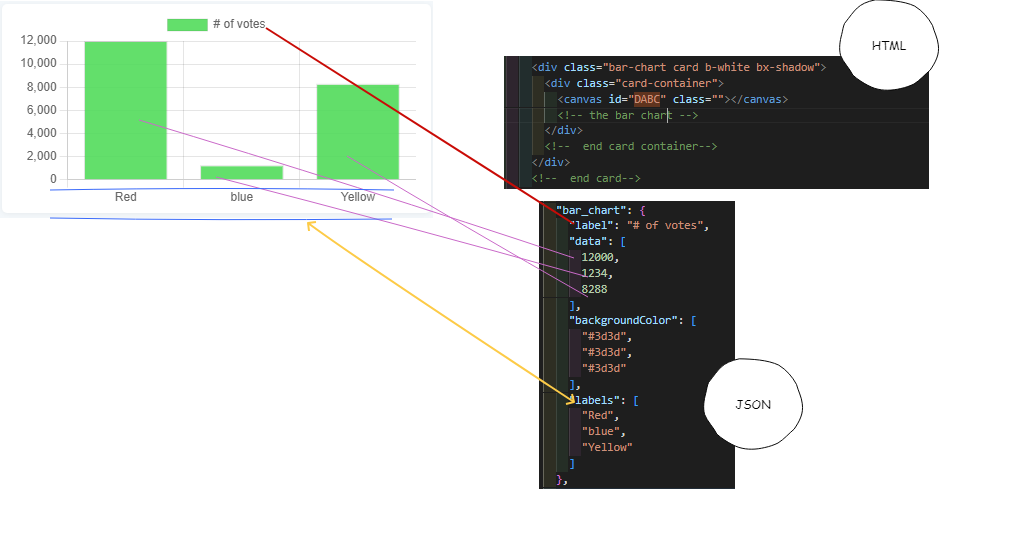 # of votes
12,000
10,000
8,000
6,000
4,000
2,000
0
Red blue Yellow
HTML
<div class="bar-chart card b-white bx-shadow">
<div class="card-container">
<canvas id="DABC" class=""></canvas>
<!-- the bar chart -->
</div>
<!--  end card container-->
</div>
<!--  end card-->
"bar_chart": {
"label": "# of votes",
"data": [
12000,
1234,
8288
],
"backgroundColor": [
"#3d3d",
"#3d3d",
"#3d3d"
],
"labels": [
"Red",
"blue",
"Yellow"
]
},
JSON